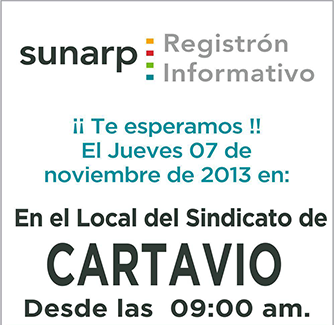 sunarp
Registrón
Informativo
¡¡ Te esperamos !!
El Jueves 07 de
noviembre de 2013 en:
En el Local del Sindicato de
CARTAVIO
Desde las 09:00 am.